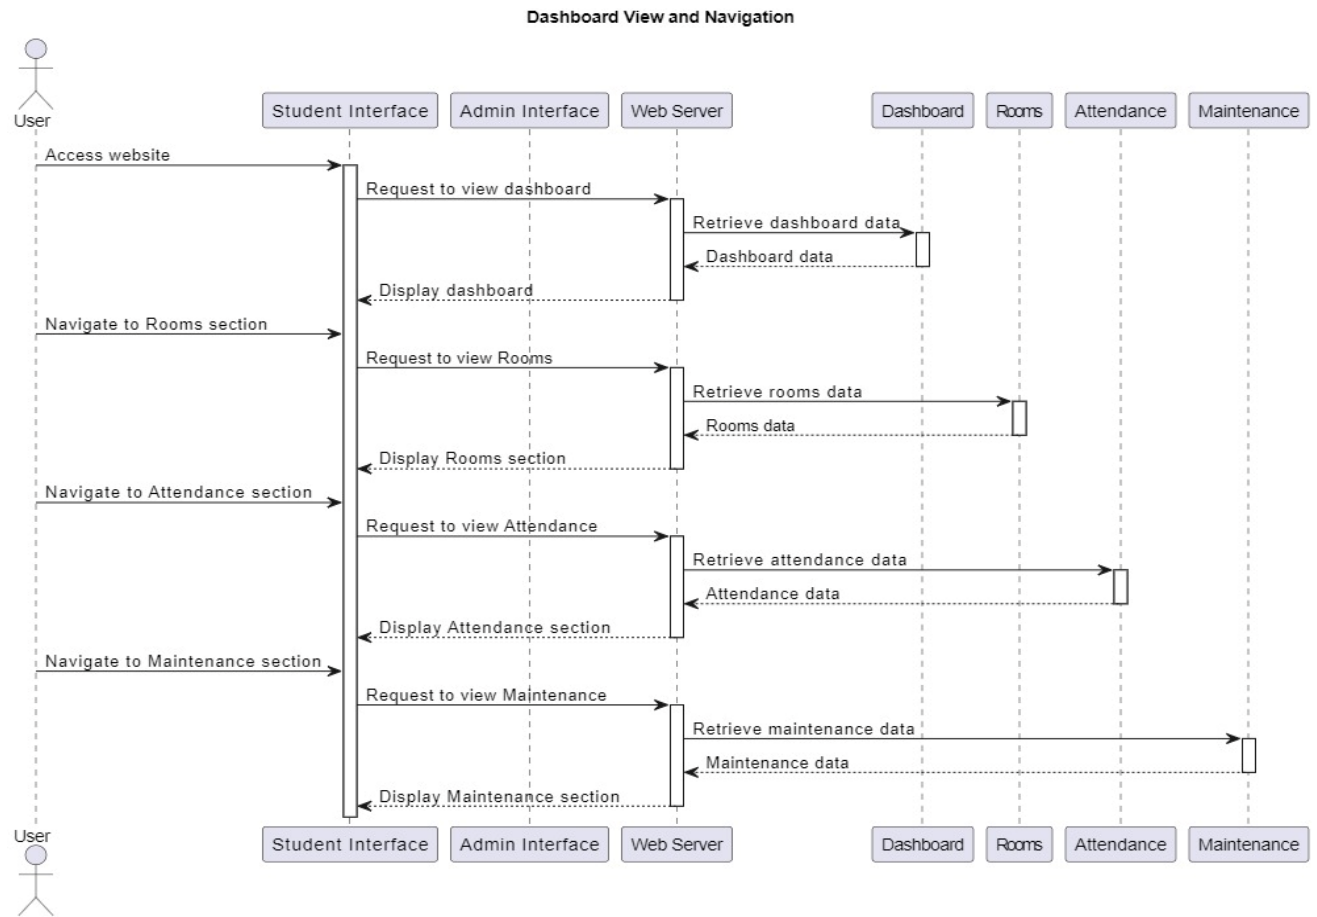 Dashboard View and Navigation
User
Student Interface
Admin Interface
Web Server
Dashboard
Rooms
Attendance
Maintenance
Access website
Request to view dashboard
Retrieve dashboard data
Dashboard data
Display dashboard
Navigate to Rooms section
Request to view Rooms
Retrieve rooms data
Rooms data
Display Rooms section
Navigate to Attendance section
Request to view Attendance
Retrieve attendance data
Attendance data
Display Attendance section
Navigate to Maintenance section
Request to view Maintenance
Retrieve maintenance data
Maintenance data
Display Maintenance section
User
Student Interface
Admin Interface
Web Server
Dashboard
Rooms
Attendance
Maintenance